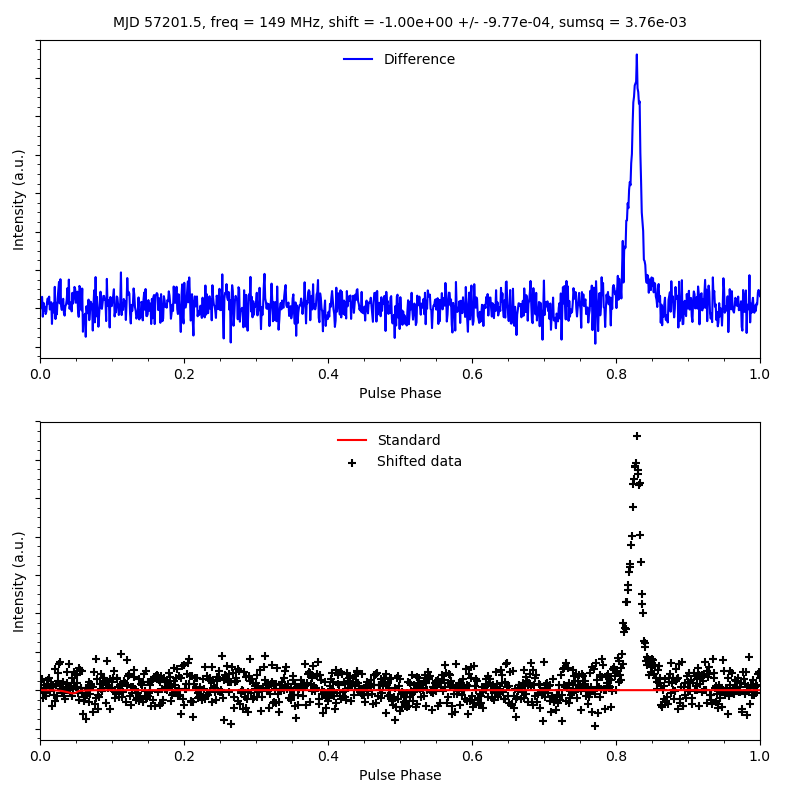 MJD 57201.5, freq = 149 MHz, shift = -1.00e+00 +/- -9.77e-04, sumsq = 3.76e-03
Difference
Intensity (a.u.)
0.0 0.2 0.4 0.6 0.8 1.0
Pulse Phase
Standard
Shifted data
Intensity (a.u.)
0.0 0.2 0.4 0.6 0.8 1.0
Pulse Phase